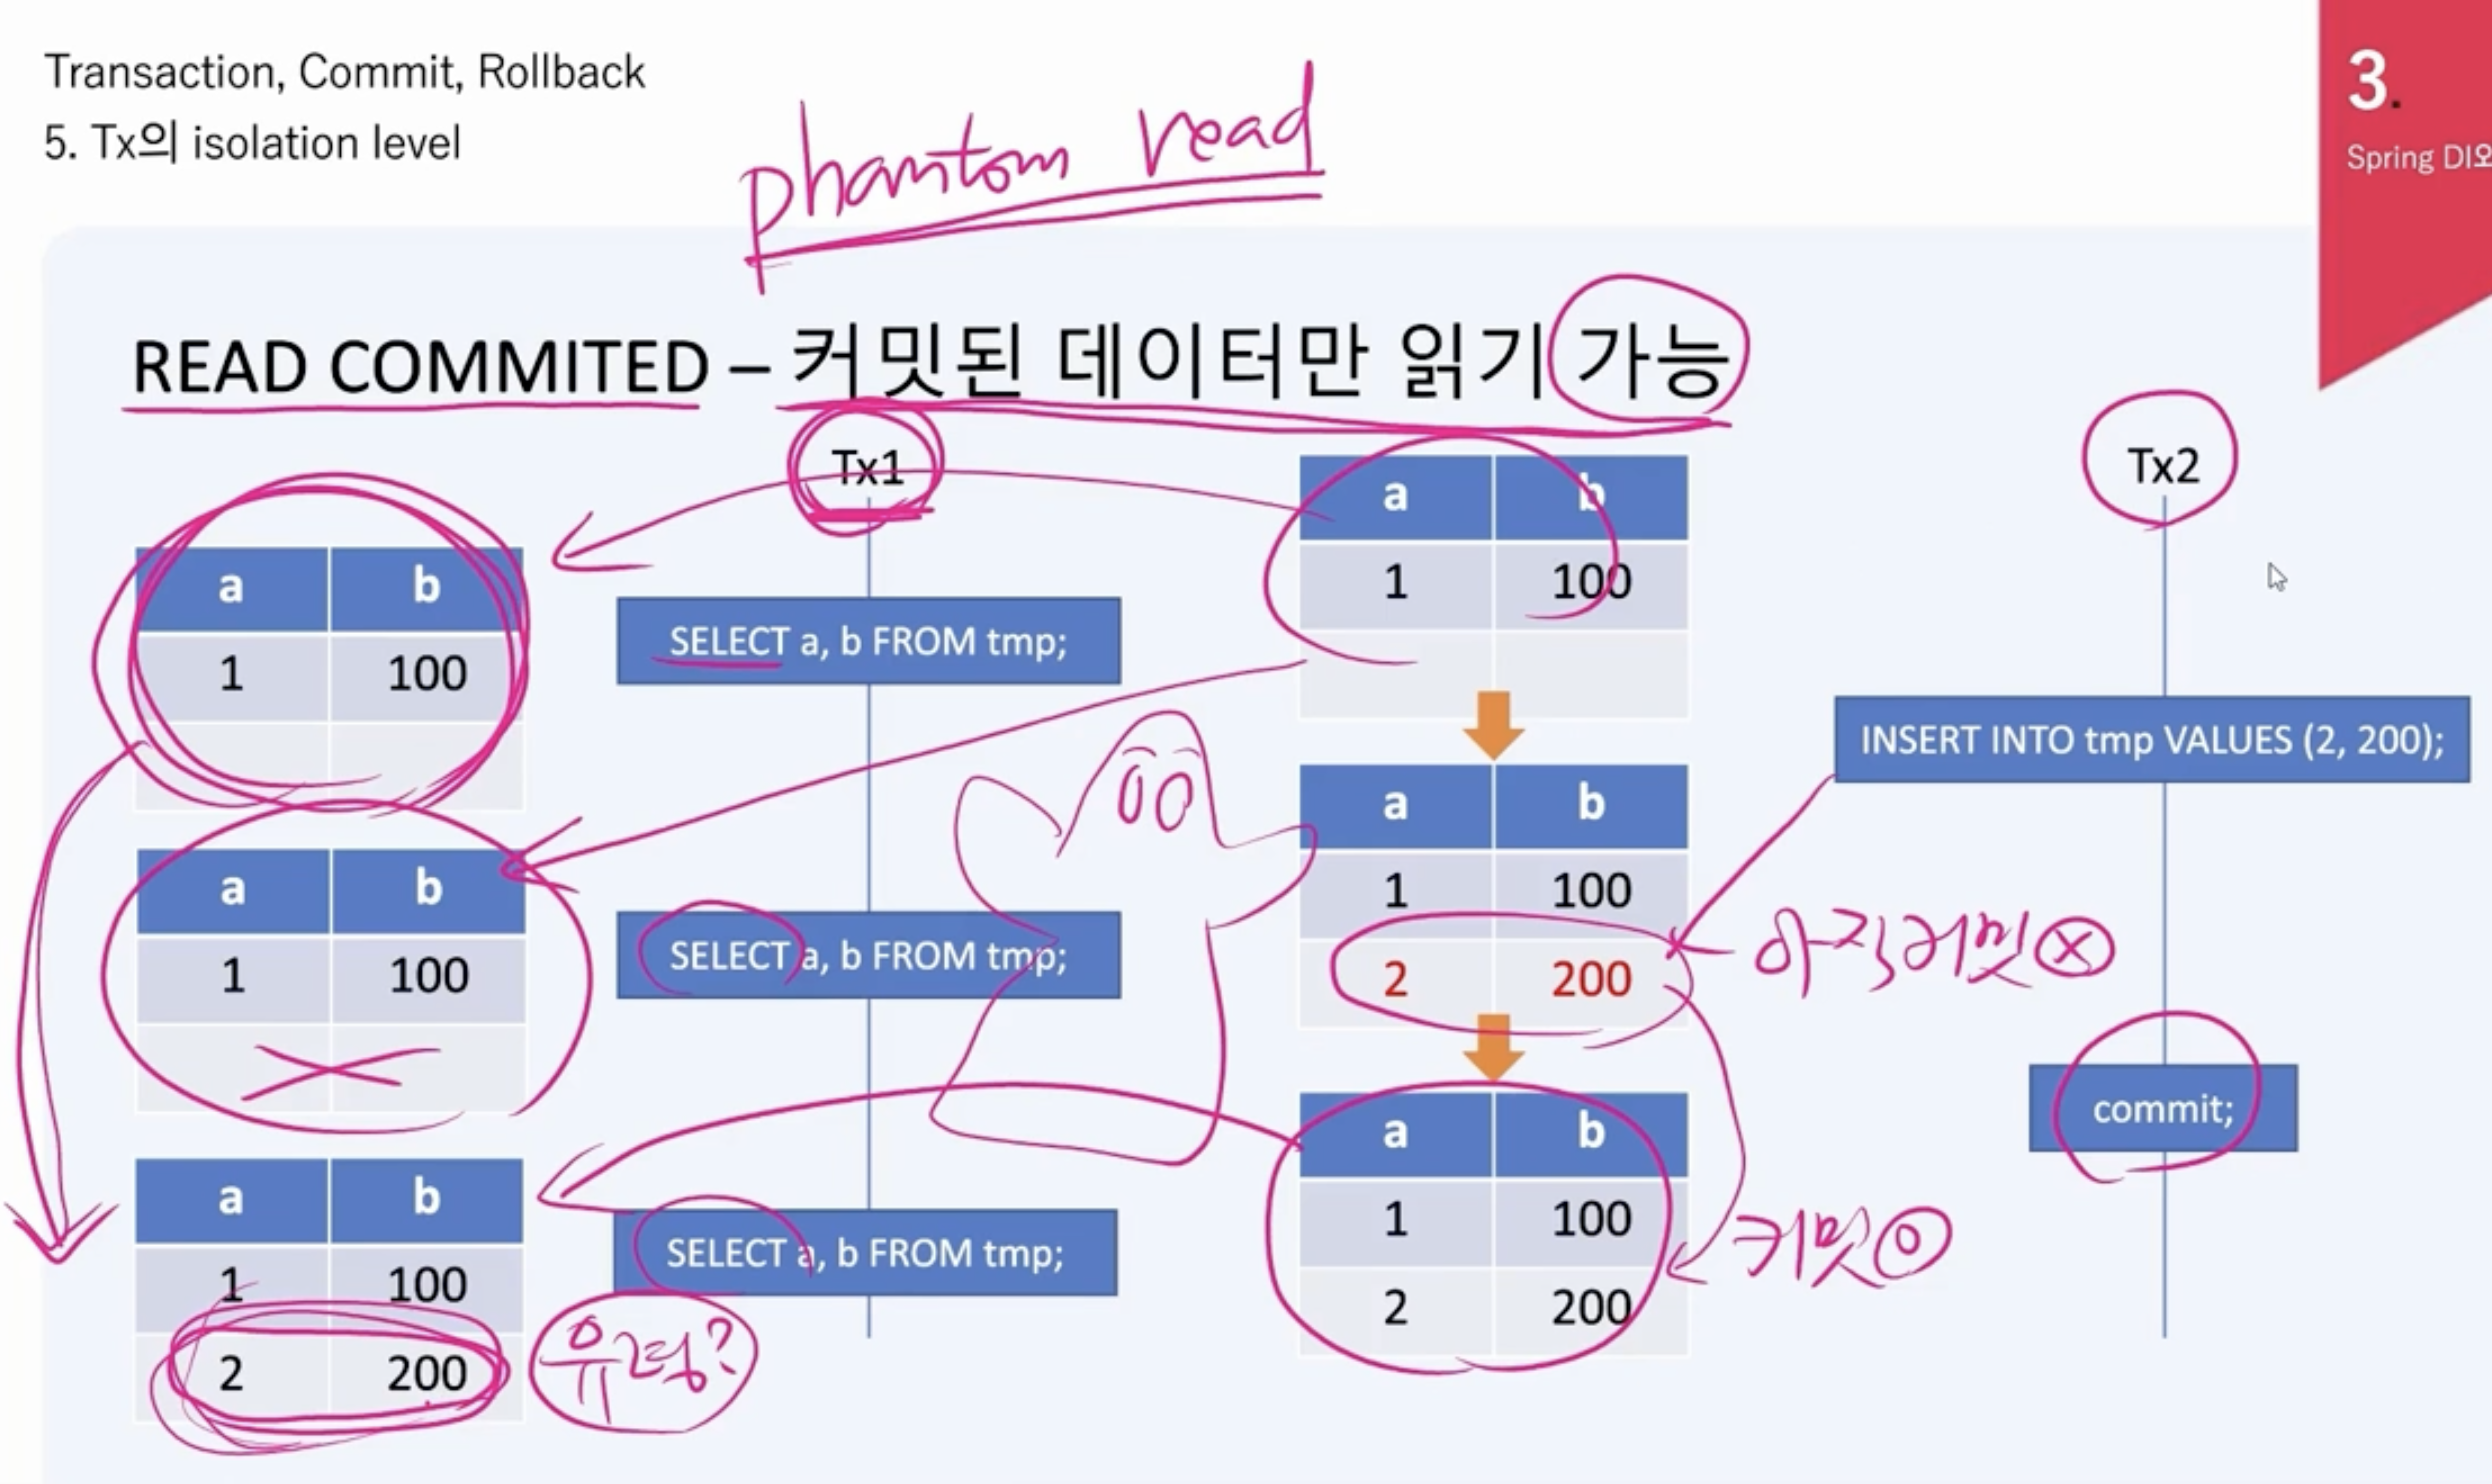 Transaction, Commit, Rollback
5. Tx의 isolation level
3.
Spring DI와
phantom read
READ COMMITED – 커밋된 데이터만 읽기 가능
Tx1
Tx2
a b
1 100
SELECT a, b FROM tmp;
a b
1 100
INSERT INTO tmp VALUES (2, 200);
a b
1 100
SELECT a, b FROM tmp;
a b
1 100
2 200
아직커밋 X
commit;
a b
1 100
2 200
SELECT a, b FROM tmp;
유령?
a b
1 100
2 200
커밋 O